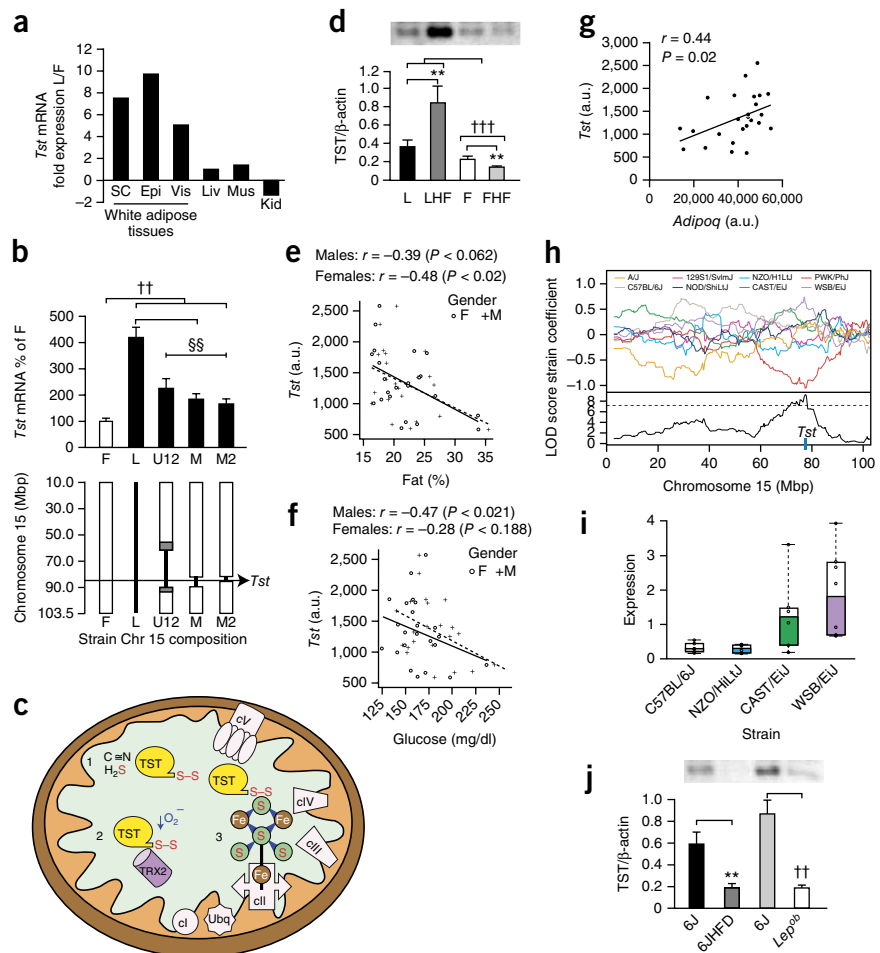 a
12
10
8
6
4
2
0
−2
Tst mRNA
fold expression L/F
SC Epi Vis Liv Mus Kid
White adipose
tissues
b
††
§§
500
400
300
200
100
0
Tst mRNA % of F
F L U12 M M2
10.0
30.0
50.0
70.0
90.0
103.5
Chromosome 15 (Mbp)
Tst
F L U12 M M2
Strain Chr 15 composition
c
cV
1 C≡N
H2S
TST
S–S
TST
S–S
2
TST
O2−
S–S
TRX2
3
S
Fe Fe
S
S S
Fe
cIV
cIII
cII
cI
Ubq
d
1.2
1.0
0.8
0.6
0.4
0.2
0
TST/β-actin
**
†††
**
L LHF F FHF
e
Males: r = −0.39 (P < 0.062)
Females: r = −0.48 (P < 0.02)
Gender
F +M
2,500
2,000
1,500
1,000
500
Tst (a.u.)
15 20 25 30 35
Fat (%)
f
Males: r = −0.47 (P < 0.021)
Females: r = −0.28 (P < 0.188)
Gender
F +M
2,500
2,000
1,500
1,000
500
Tst (a.u.)
125 150 175 200 225 250
Glucose (mg/dl)
g
r = 0.44
P = 0.02
3,000
2,500
2,000
1,500
1,000
500
0
Tst (a.u.)
0 20,000 40,000 60,000
Adipoq (a.u.)
h
A/J 129S1/SvImJ NZO/H1LtJ PWK/PhJ
C57BL/6J NOD/ShiLtJ CAST/EiJ WSB/EiJ
1.0
0.5
0
−0.5
−1.0
8
6
4
2
0
LOD score strain coefficient
Tst
0 20 40 60 80 100
Chromosome 15 (Mbp)
i
4
3
2
1
0
Expression
C57BL/6J NZO/HiLtJ CAST/EiJ WSB/EiJ
Strain
j
1.0
0.8
0.6
0.4
0.2
0
TST/β-actin
**
††
6J 6JHFD 6J Lepob